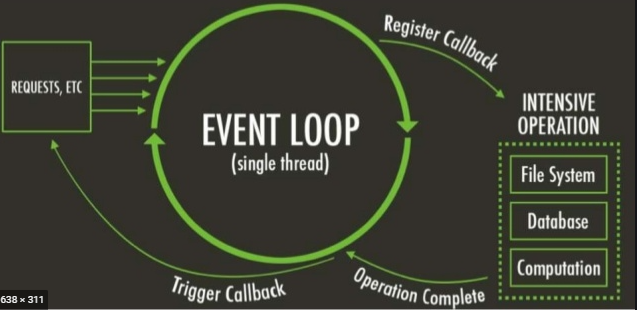 Register Callback
REQUESTS, ETC
EVENT LOOP
(single thread)
INTENSIVE
OPERATION
File System
Database
Computation
Trigger Callback
Operation Complete
638 × 311